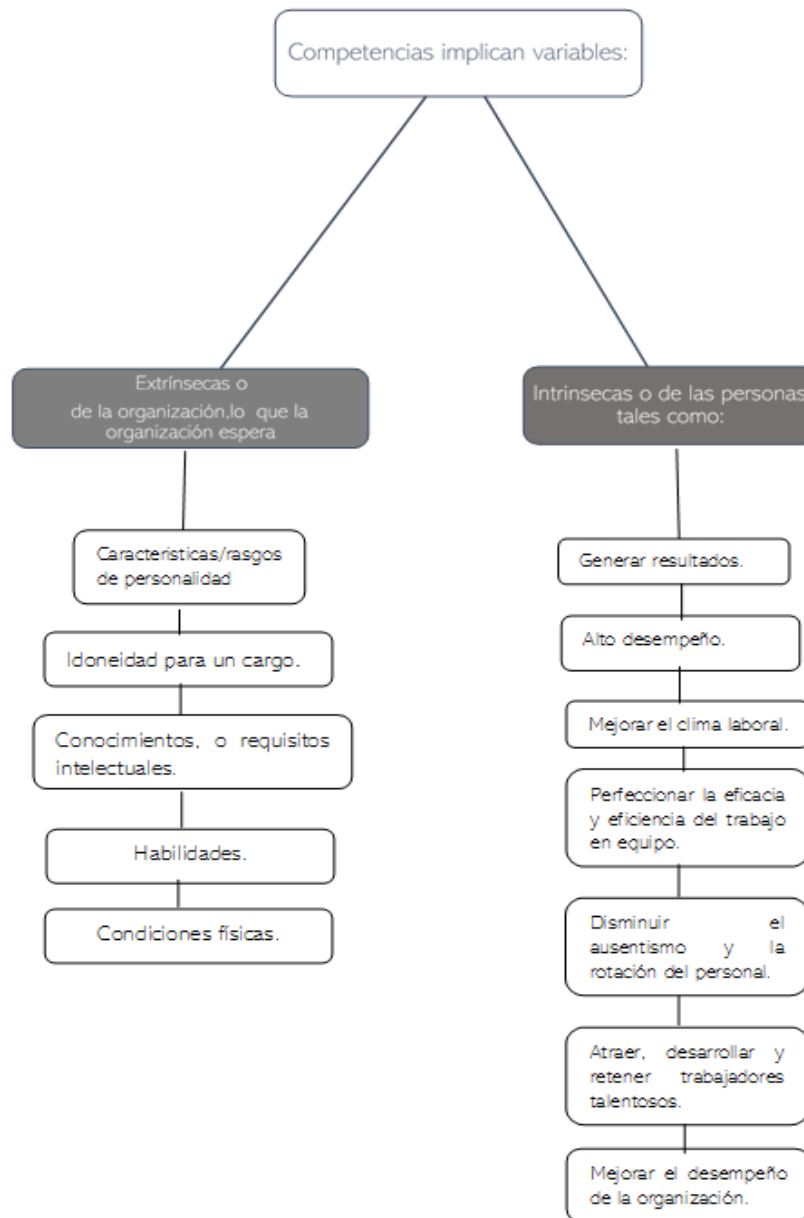 Competencias implican variables:
Extrínsecas o
de la organización,lo que la
organización espera
Caracteristicas/rasgos
de personalidad
Idoneidad para un cargo.
Conocimientos, o requisitos
intelectuales.
Habilidades.
Condiciones físicas.
Intrinsecas o de las personas
tales como:
Generar resultados.
Alto desempeño.
Mejorar el clima laboral.
Perfeccionar la eficacia
y eficiencia del trabajo
en equipo.
Disminuir el
ausentismo y la
rotación del personal.
Atraer, desarrollar y
retener trabajadores
talentosos.
Mejorar el desempeño
de la organización.